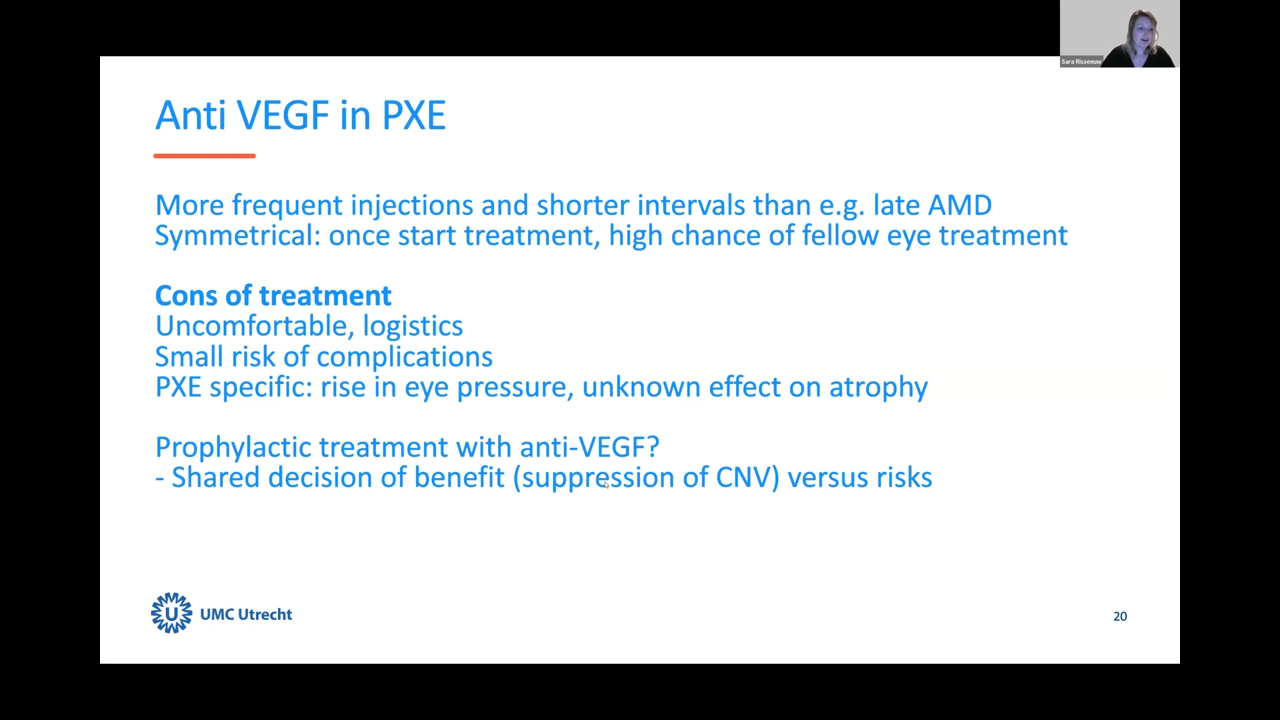 Sara Risseeuw
Anti VEGF in PXE
More frequent injections and shorter intervals than e.g. late AMD
Symmetrical: once start treatment, high chance of fellow eye treatment
Cons of treatment
Uncomfortable, logistics
Small risk of complications
PXE specific: rise in eye pressure, unknown effect on atrophy
Prophylactic treatment with anti-VEGF?
- Shared decision of benefit (suppression of CNV) versus risks
U UMC Utrecht
20